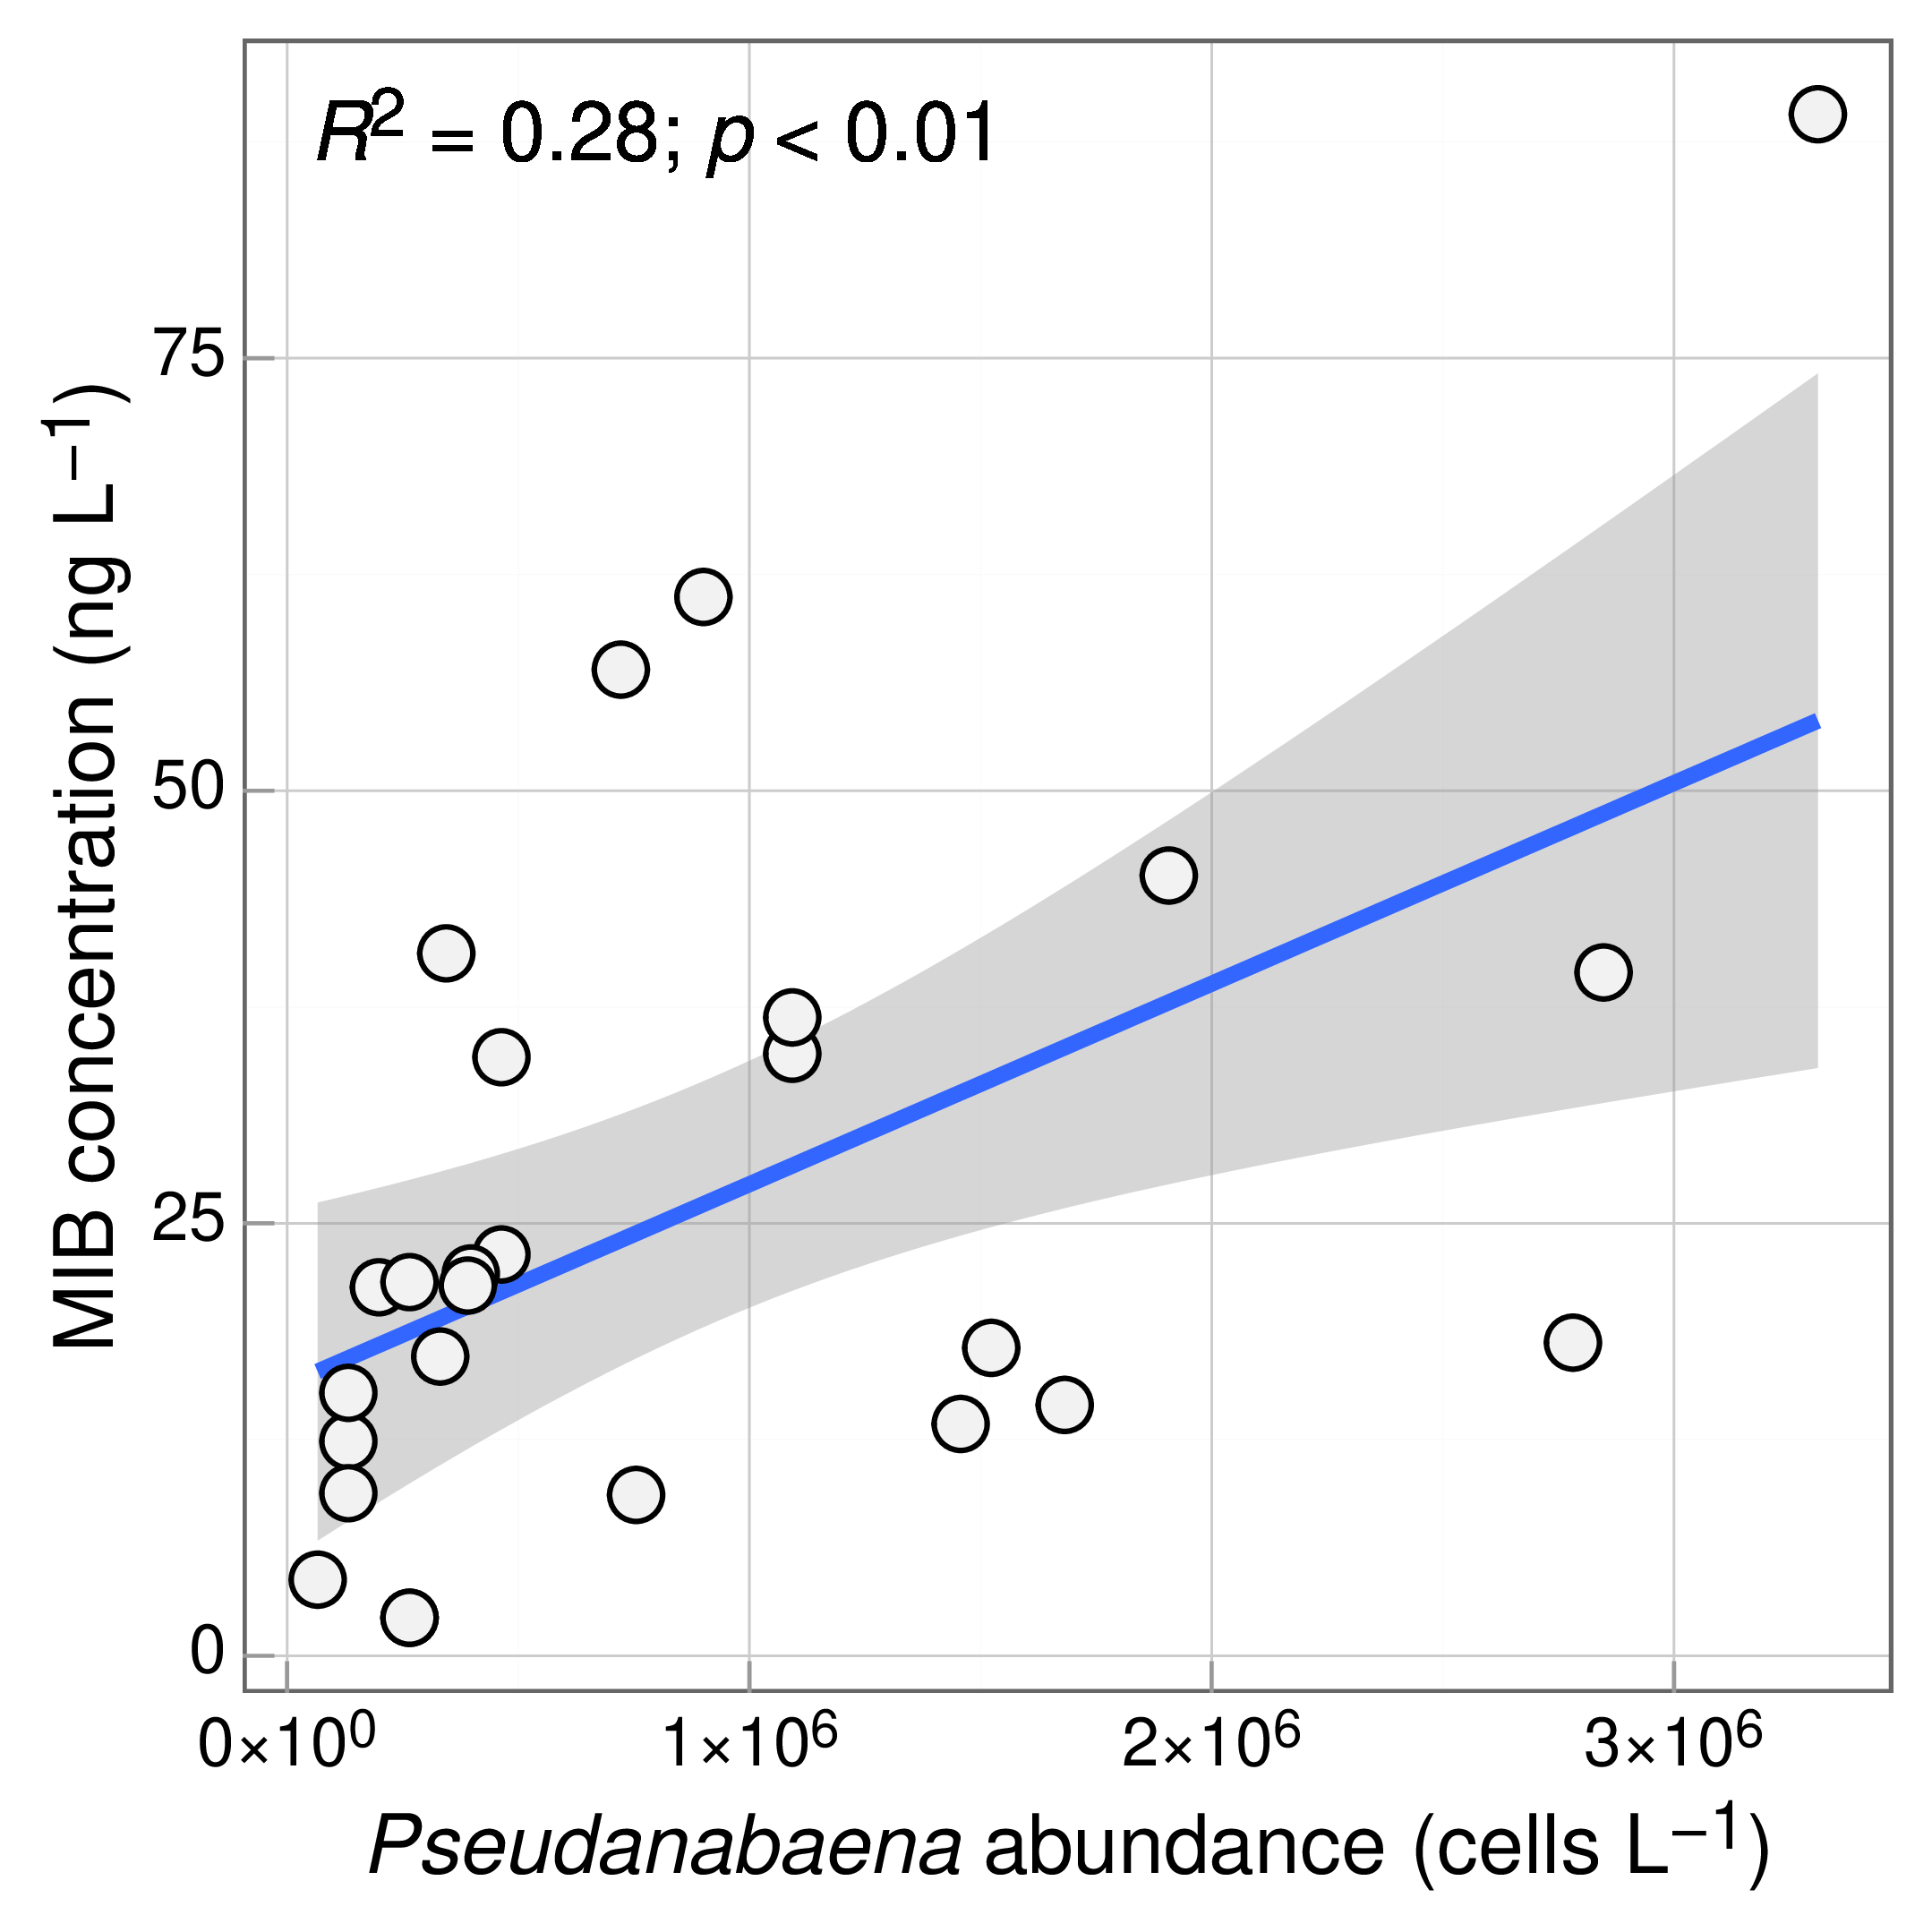 R² = 0.28; p < 0.01
MIB concentration (ng L⁻¹)
75
50
25
0
0×10⁰ 1×10⁶ 2×10⁶ 3×10⁶
Pseudanabaena abundance (cells L⁻¹)